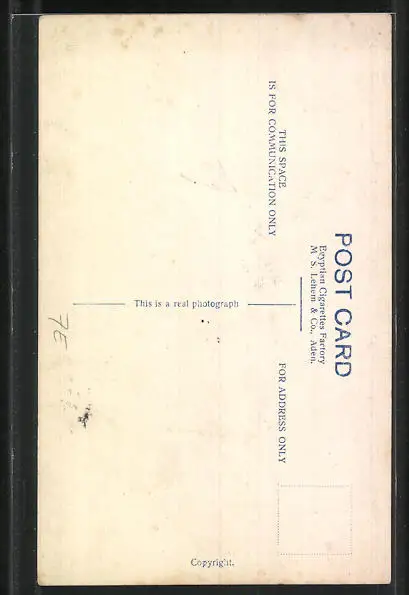 POST CARD
Egyptian Cigarettes Factory
M S. Lehem & Co., Aden.
THIS SPACE
IS FOR COMMUNICATION ONLY
FOR ADDRESS ONLY
This is a real photograph
Copyright.
7E